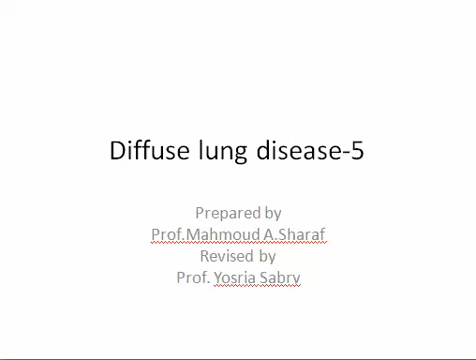 Diffuse lung disease-5
Prepared by
Prof.Mahmoud A.Sharaf
Revised by
Prof. Yosria Sabry